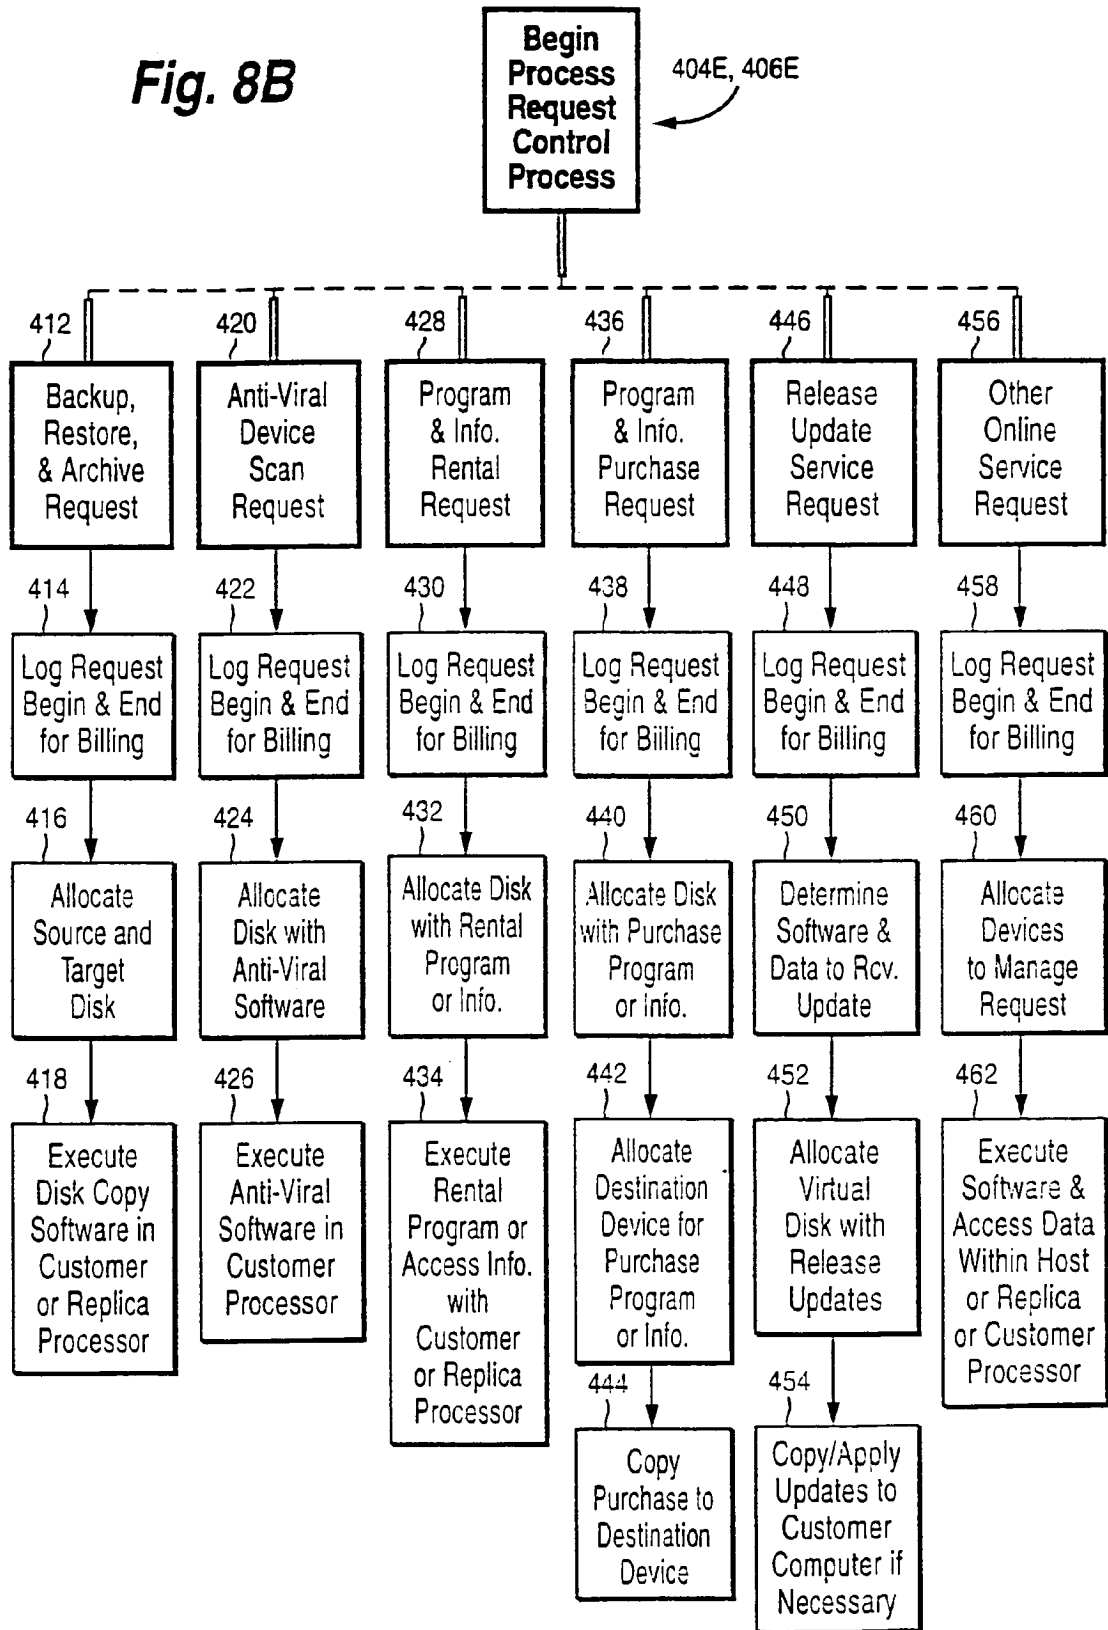 Fig. 8B
Begin
Process
Request
Control
Process
404E, 406E
412
Backup,
Restore,
& Archive
Request
420
Anti-Viral
Device
Scan
Request
428
Program
& Info.
Rental
Request
436
Program
& Info.
Purchase
Request
446
Release
Update
Service
Request
456
Other
Online
Service
Request
414
Log Request
Begin & End
for Billing
422
Log Request
Begin & End
for Billing
430
Log Request
Begin & End
for Billing
438
Log Request
Begin & End
for Billing
448
Log Request
Begin & End
for Billing
458
Log Request
Begin & End
for Billing
416
Allocate
Source and
Target
Disk
424
Allocate
Disk with
Anti-Viral
Software
432
Allocate Disk
with Rental
Program
or Info.
440
Allocate Disk
with Purchase
Program
or Info.
450
Determine
Software &
Data to Rcv.
Update
460
Allocate
Devices
to Manage
Request
418
Execute
Disk Copy
Software in
Customer
or Replica
Processor
426
Execute
Anti-Viral
Software in
Customer
Processor
434
Execute
Rental
Program or
Access Info.
with
Customer
or Replica
Processor
442
Allocate
Destination
Device for
Purchase
Program
or Info.
452
Allocate
Virtual
Disk with
Release
Updates
462
Execute
Software &
Access Data
Within Host
or Replica
or Customer
Processor
444
Copy
Purchase to
Destination
Device
454
Copy/Apply
Updates to
Customer
Computer if
Necessary